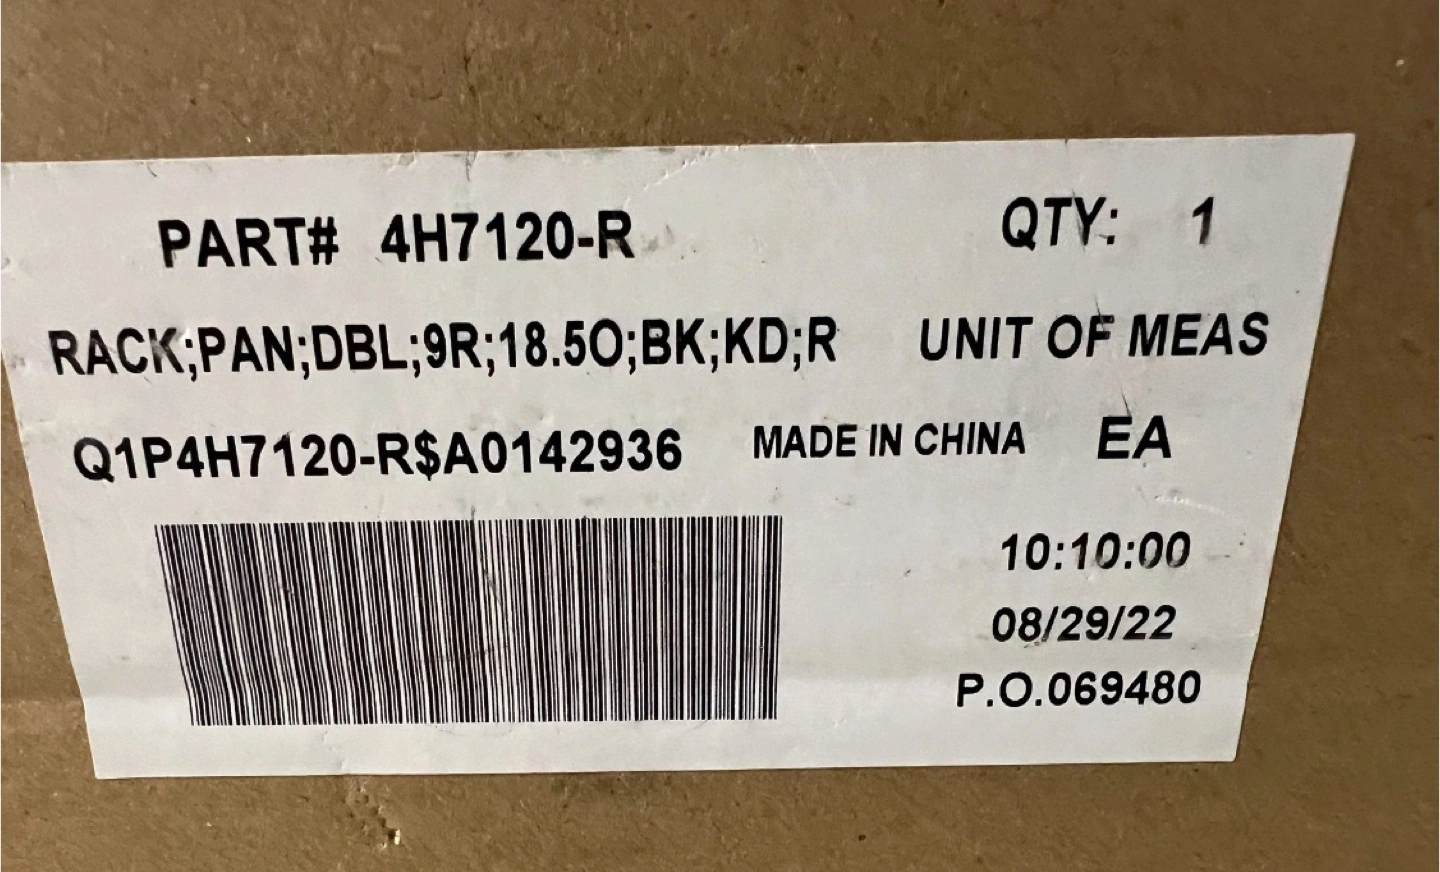 PART# 4H7120-R QTY: 1
RACK;PAN;DBL;9R;18.5O;BK;KD;R UNIT OF MEAS
Q1P4H7120-R$A0142936 MADE IN CHINA EA
10:10:00
08/29/22
P.O.069480